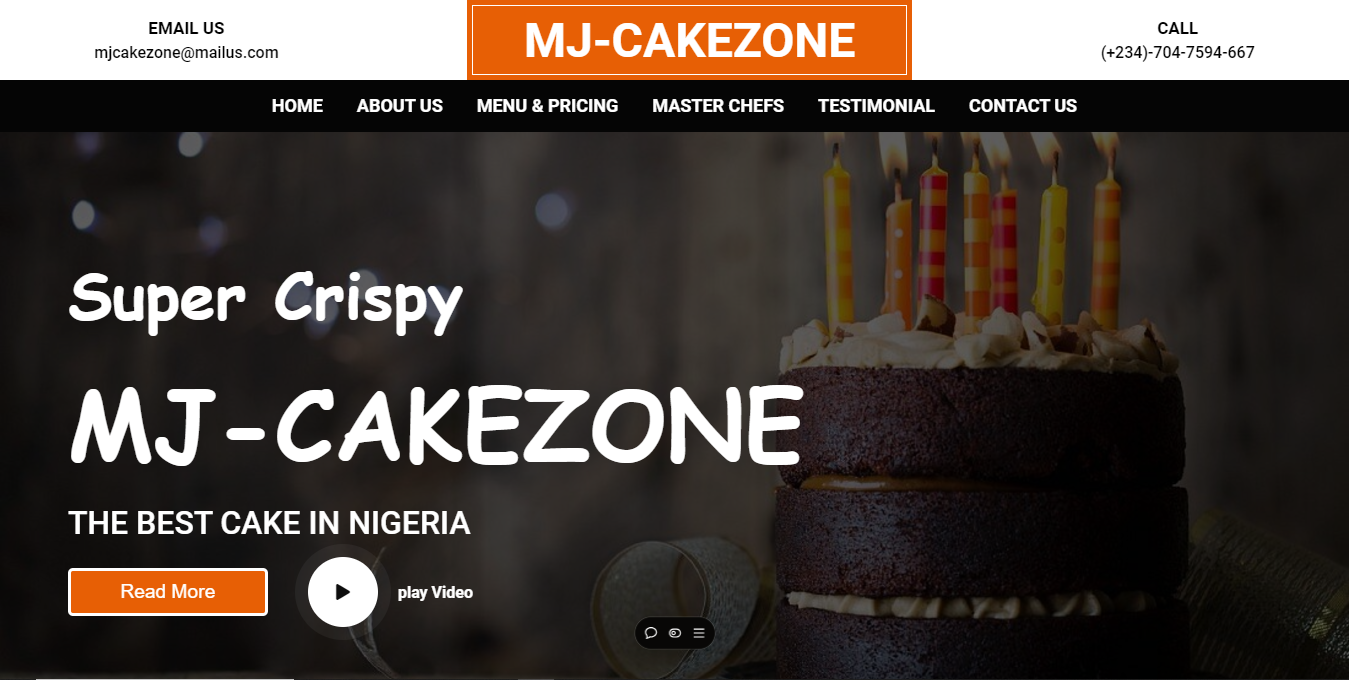 EMAIL US
mjcakezone@mailus.com
MJ-CAKEZONE
CALL
(+234)-704-7594-667
HOME ABOUT US MENU & PRICING MASTER CHEFS TESTIMONIAL CONTACT US
Super Crispy
MJ-CAKEZONE
THE BEST CAKE IN NIGERIA
Read More play Video